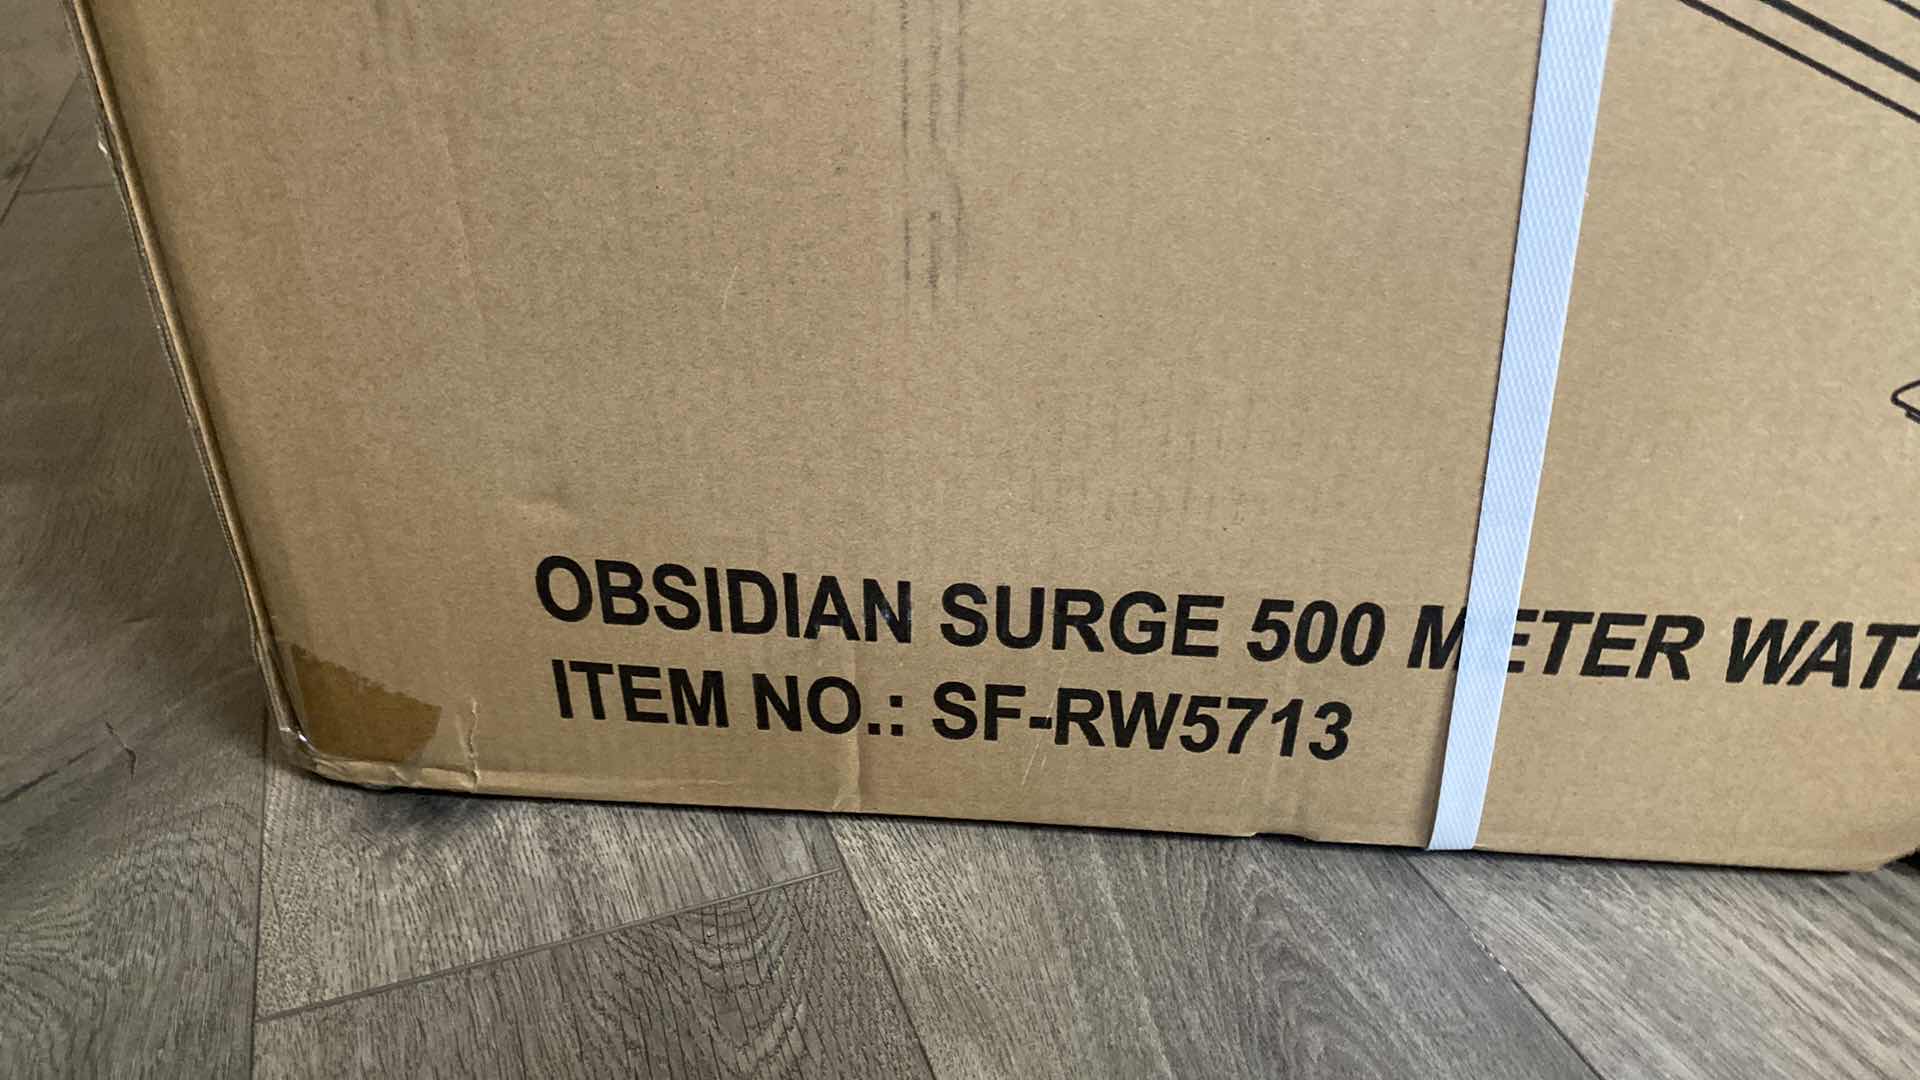 OBSIDIAN SURGE 500 METER WATE
ITEM NO.: SF-RW5713